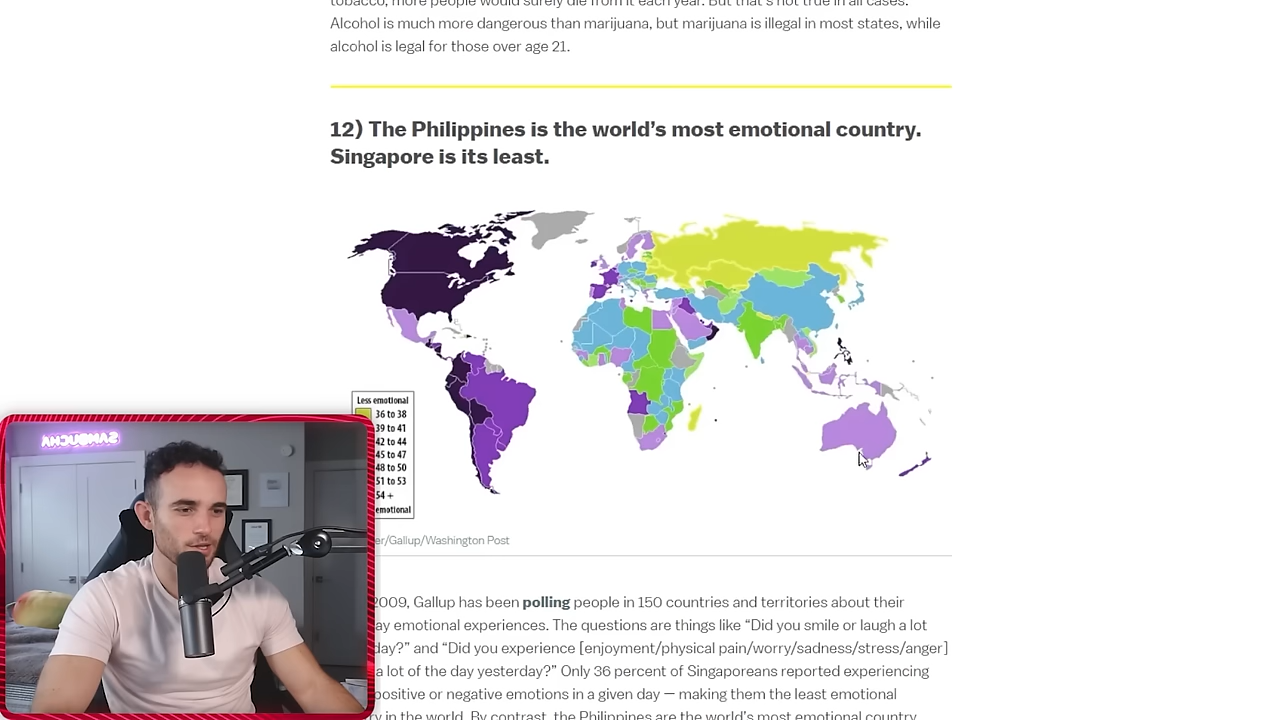 tobacco, more people would surely die from it each year. But that's not true in all cases.
Alcohol is much more dangerous than marijuana, but marijuana is illegal in most states, while
alcohol is legal for those over age 21.
12) The Philippines is the world's most emotional country.
Singapore is its least.
Less emotional
36 to 38
39 to 41
42 to 44
45 to 47
48 to 50
51 to 53
54 +
emotional
SANGUCHA
er/Gallup/Washington Post
2009, Gallup has been polling people in 150 countries and territories about their
ay emotional experiences. The questions are things like “Did you smile or laugh a lot
day?” and “Did you experience [enjoyment/physical pain/worry/sadness/stress/anger]
a lot of the day yesterday?” Only 36 percent of Singaporeans reported experiencing
positive or negative emotions in a given day — making them the least emotional
ry in the world. By contrast, the Philippines are the world's most emotional country,